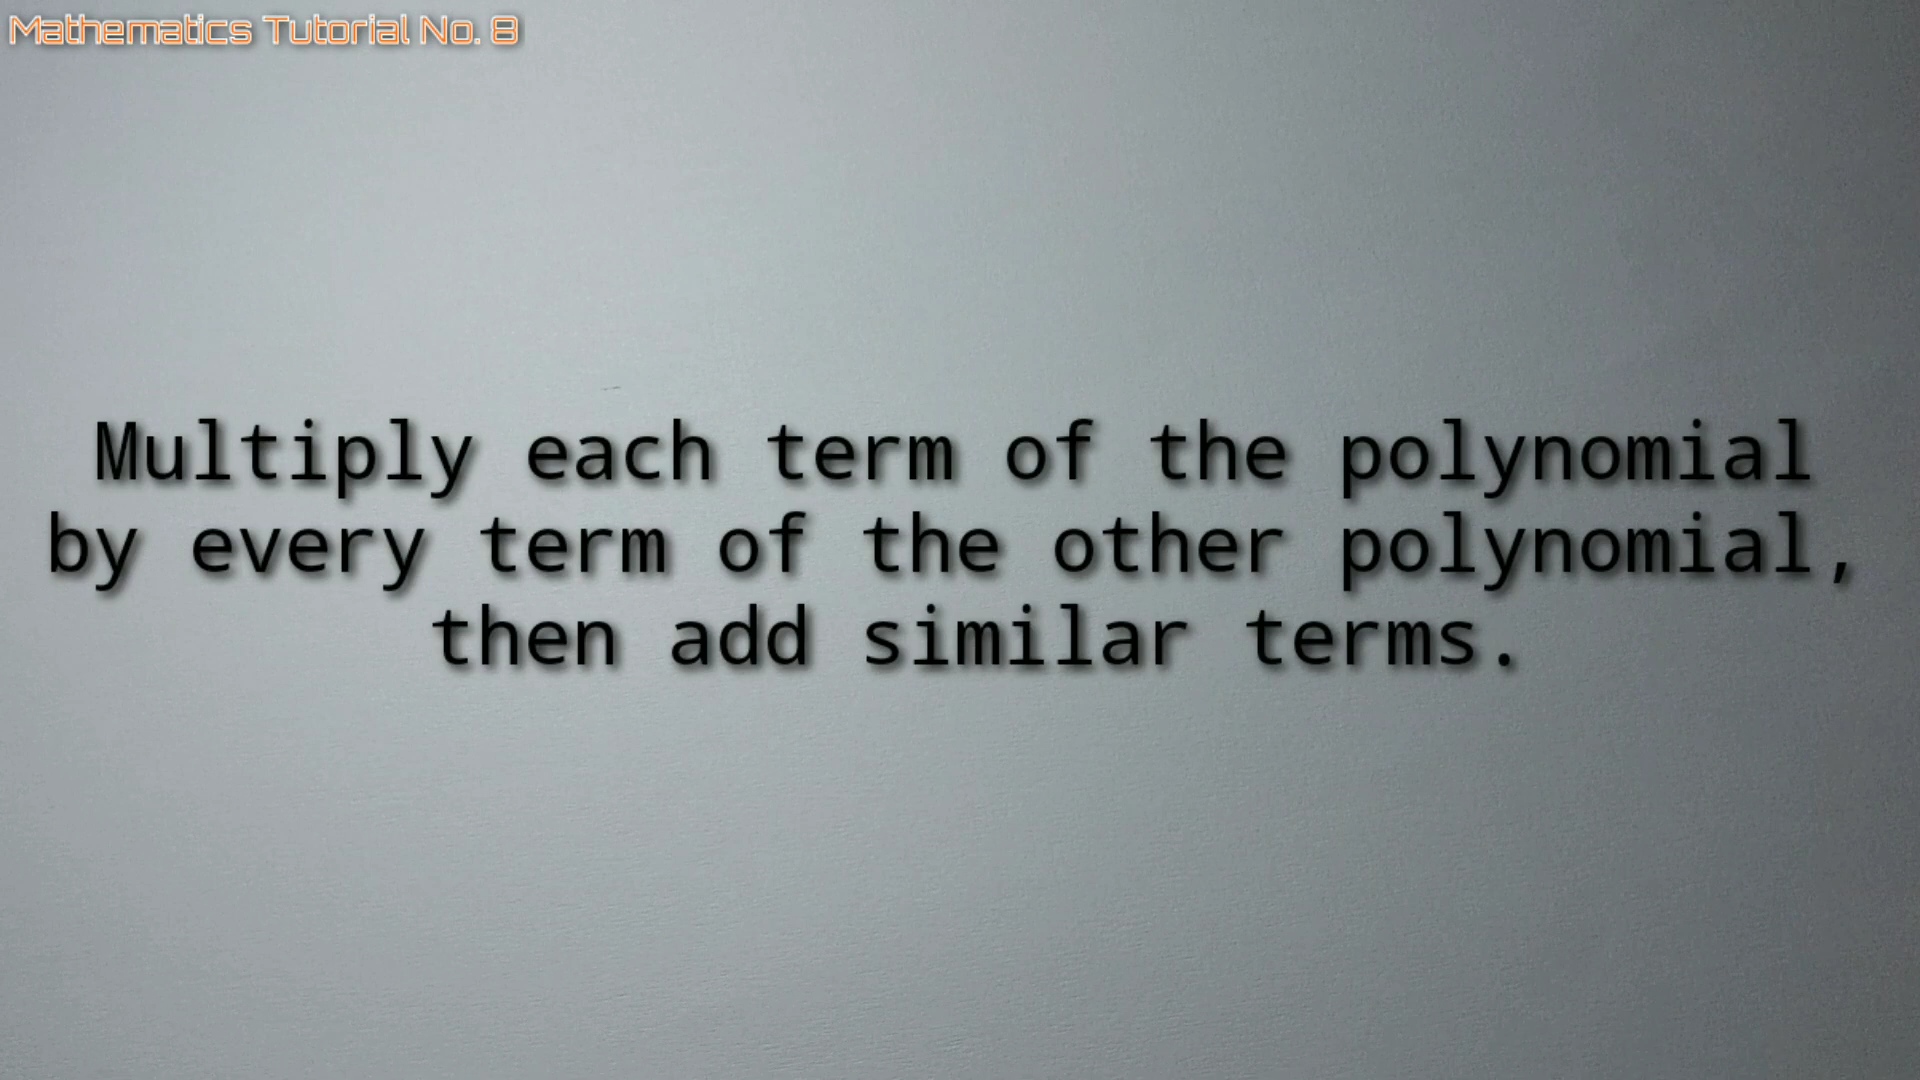 Mathematics Tutorial No. 8
Multiply each term of the polynomial
by every term of the other polynomial,
then add similar terms.